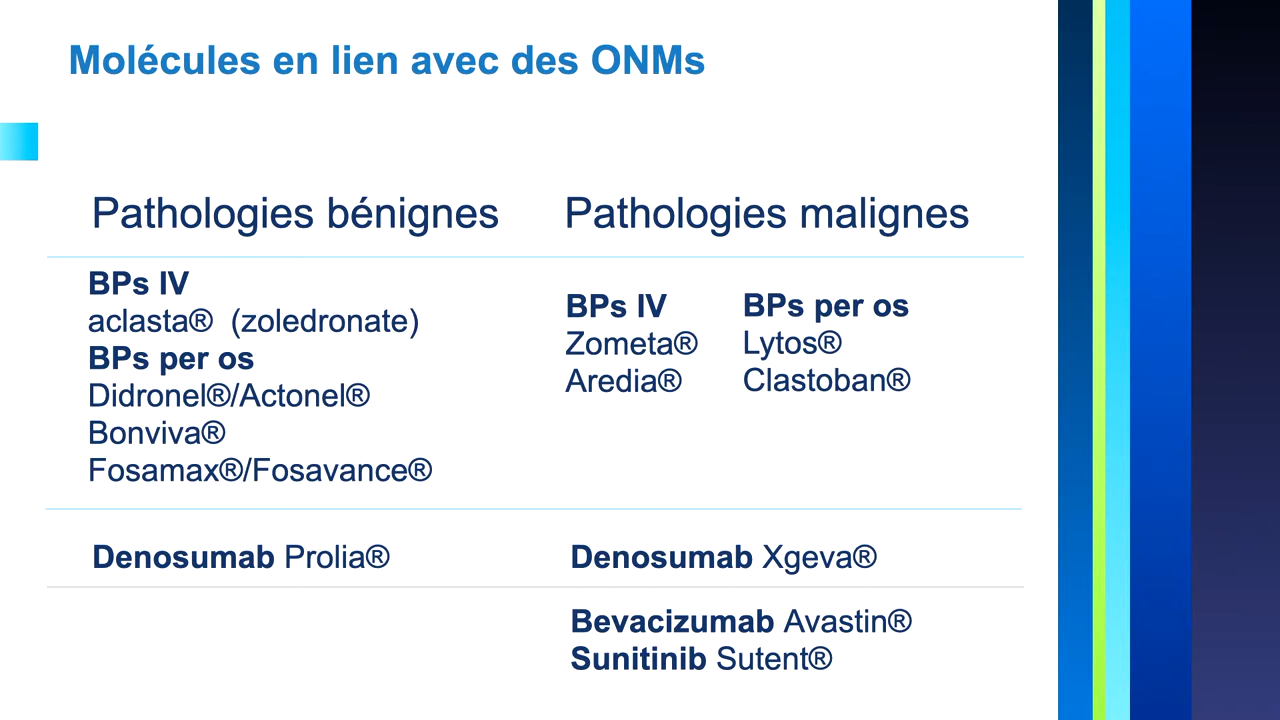 Molécules en lien avec des ONMs
Pathologies bénignes
Pathologies malignes
BPs IV
aclasta® (zoledronate)
BPs per os
Didronel®/Actonel®
Bonviva®
Fosamax®/Fosavance®
BPs IV
Zometa®
Aredia®
BPs per os
Lytos®
Clastoban®
Denosumab Prolia®
Denosumab Xgeva®
Bevacizumab Avastin®
Sunitinib Sutent®